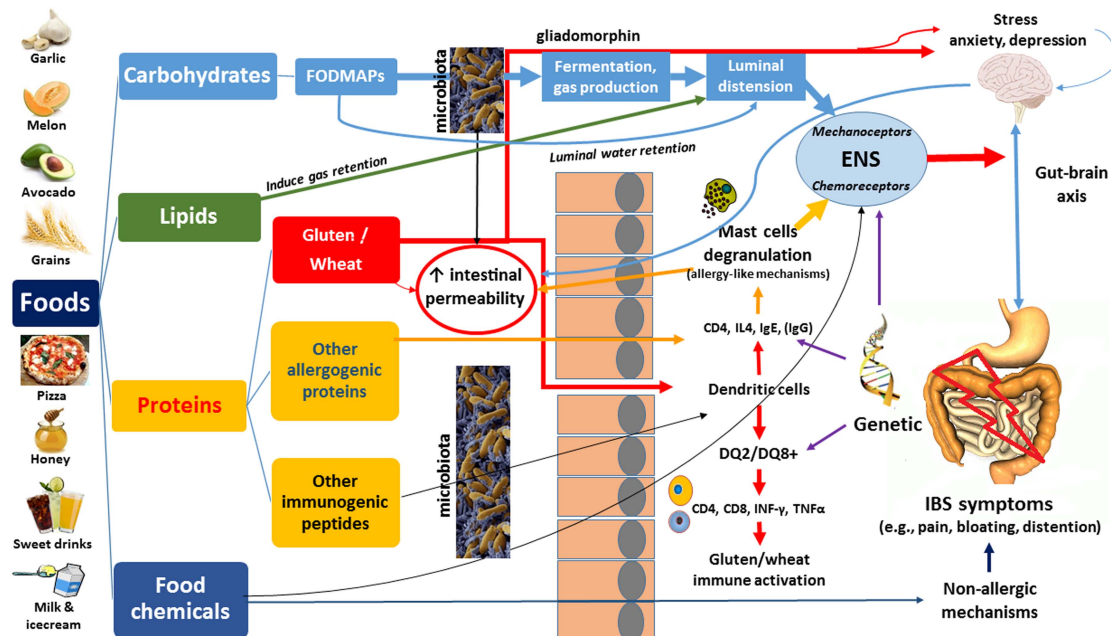 Garlic
Melon
Avocado
Grains
Foods
Pizza
Honey
Sweet drinks
Milk &
icecream
Carbohydrates
Lipids
Proteins
Food
chemicals
FODMAPs
Induce gas retention
Gluten /
Wheat
Other
allergogenic
proteins
Other
immunogenic
peptides
microbiota
↑ intestinal
permeability
microbiota
gliadomorphin
Fermentation,
gas production
Luminal
distension
Luminal water retention
Mechanoceptors
ENS
Chemoreceptors
Mast cells
degranulation
(allergy-like mechanisms)
CD4, IL4, IgE, (IgG)
Dendritic cells
DQ2/DQ8+
CD4, CD8, INF-γ, TNFα
Gluten/wheat
immune activation
Genetic
Stress
anxiety, depression
Gut-brain
axis
IBS symptoms
(e.g., pain, bloating, distention)
Non-allergic
mechanisms